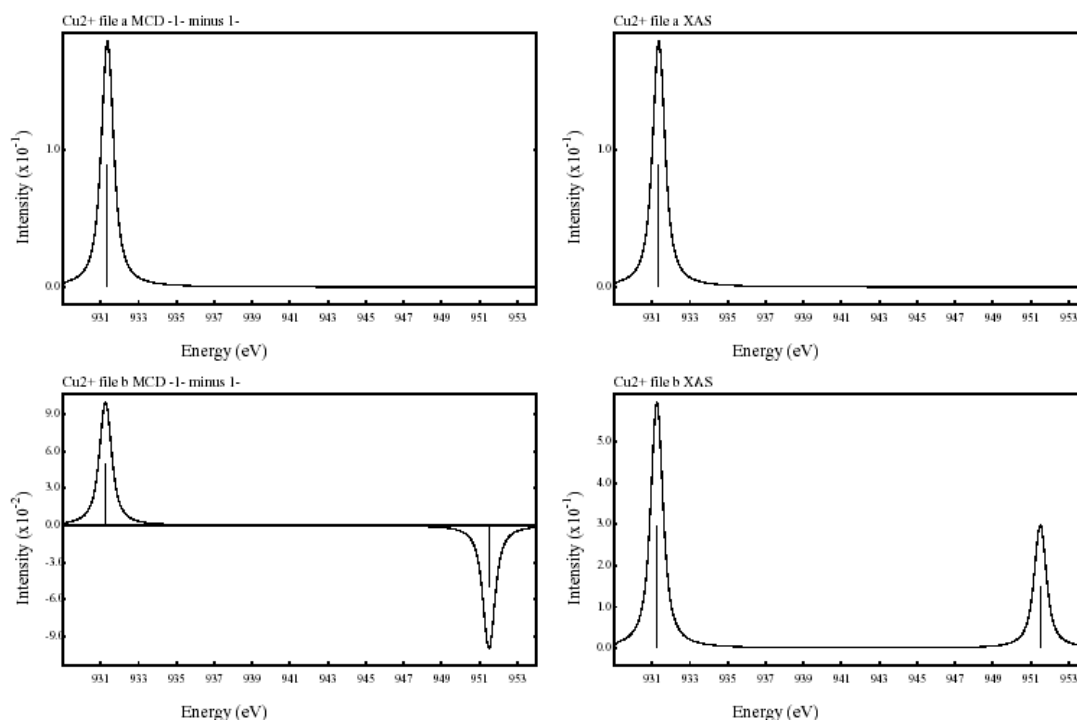 Cu2+ file a MCD -1- minus 1-
Intensity (x10⁻¹)
1.0
0.0
931 933 935 937 939 941 943 945 947 949 951 953
Energy (eV)
Cu2+ file a XAS
Intensity (x10⁻¹)
1.0
0.0
931 933 935 937 939 941 943 945 947 949 951 953
Energy (eV)
Cu2+ file b MCD -1- minus 1-
Intensity (x10⁻²)
9.0
6.0
3.0
0.0
-3.0
-6.0
-9.0
931 933 935 937 939 941 943 945 947 949 951 953
Energy (eV)
Cu2+ file b XAS
Intensity (x10⁻¹)
5.0
4.0
3.0
2.0
1.0
0.0
931 933 935 937 939 941 943 945 947 949 951 953
Energy (eV)